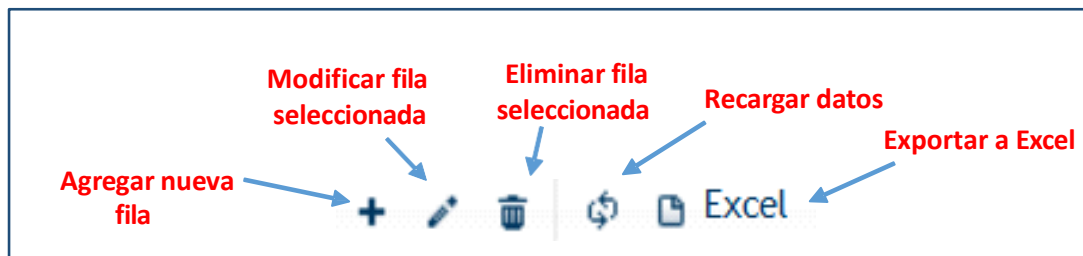 Modificar fila
seleccionada
Eliminar fila
seleccionada
Recargar datos
Exportar a Excel
Agregar nueva
fila
Excel